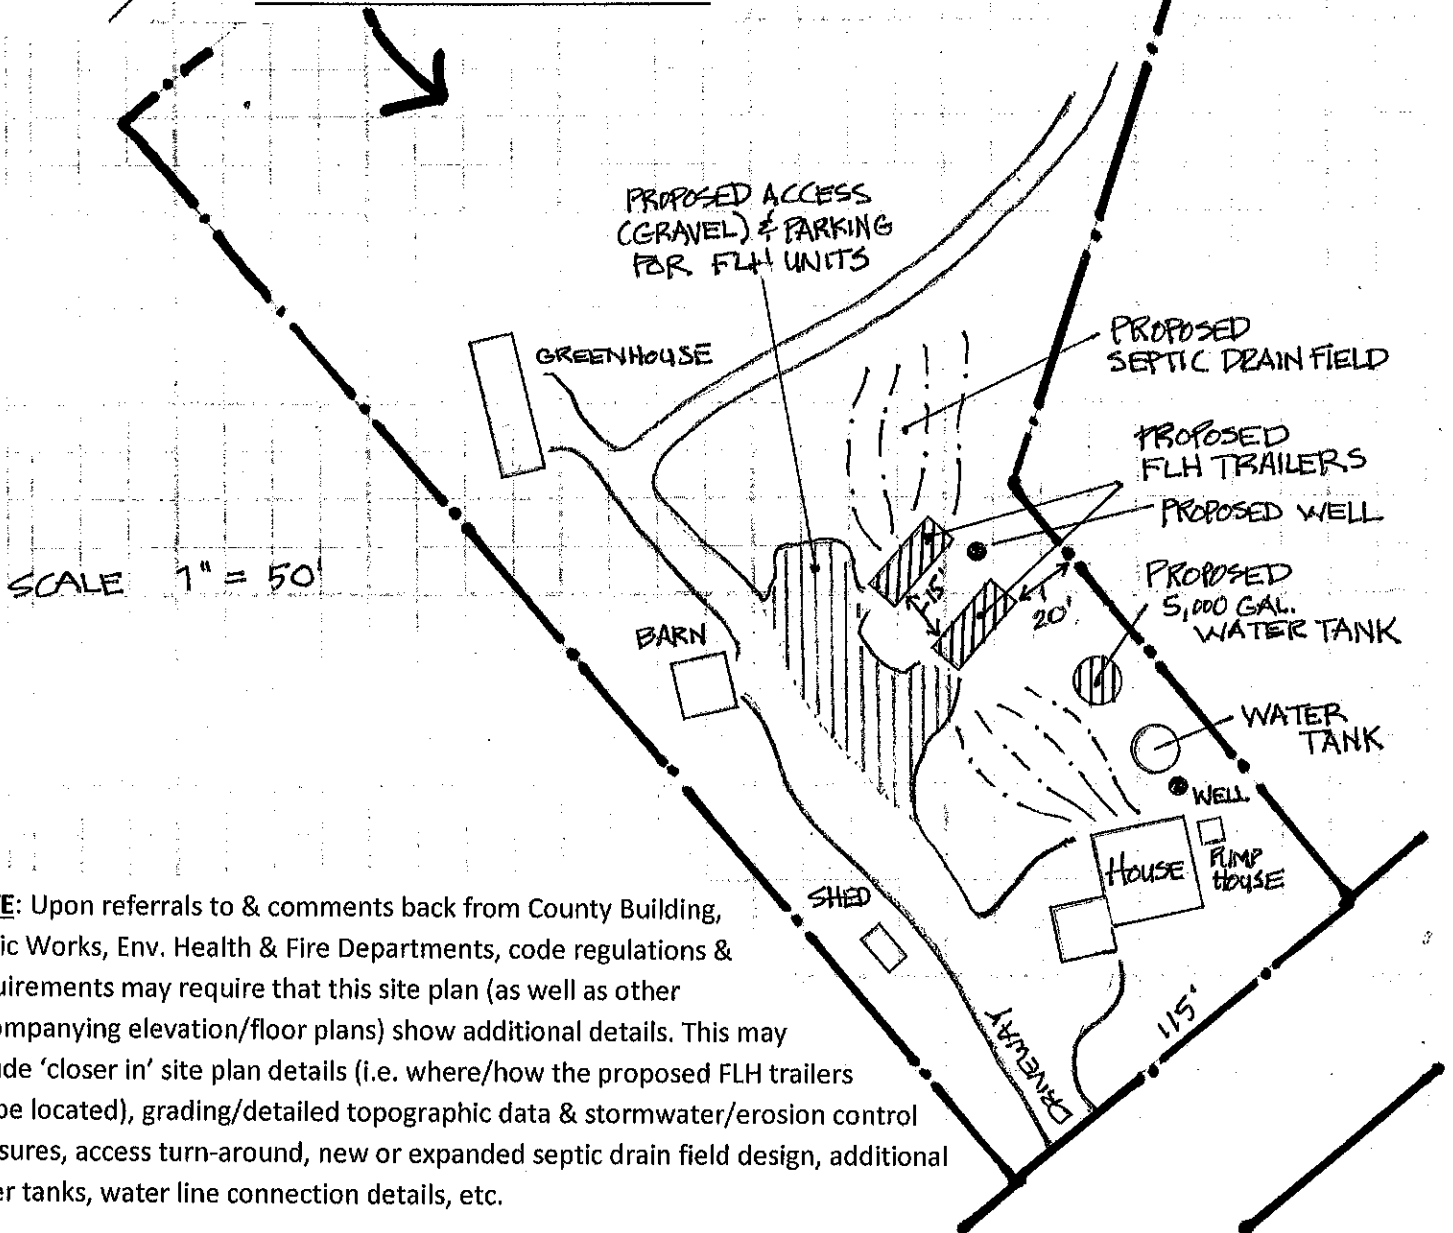 PROPOSED ACCESS
(GRAVEL) & PARKING
FOR FLH UNITS
GREENHOUSE
PROPOSED
SEPTIC DRAIN FIELD
PROPOSED
FLH TRAILERS
PROPOSED WELL
SCALE 1" = 50'
PROPOSED
5,000 GAL.
WATER TANK
15'
20'
BARN
WATER
TANK
WELL
HOUSE
PUMP
HOUSE
SHED
DRIVEWAY
115'
E: Upon referrals to & comments back from County Building,
ic Works, Env. Health & Fire Departments, code regulations &
uirements may require that this site plan (as well as other
ompanying elevation/floor plans) show additional details. This may
ude 'closer in' site plan details (i.e. where/how the proposed FLH trailers
be located), grading/detailed topographic data & stormwater/erosion control
sures, access turn-around, new or expanded septic drain field design, additional
er tanks, water line connection details, etc.